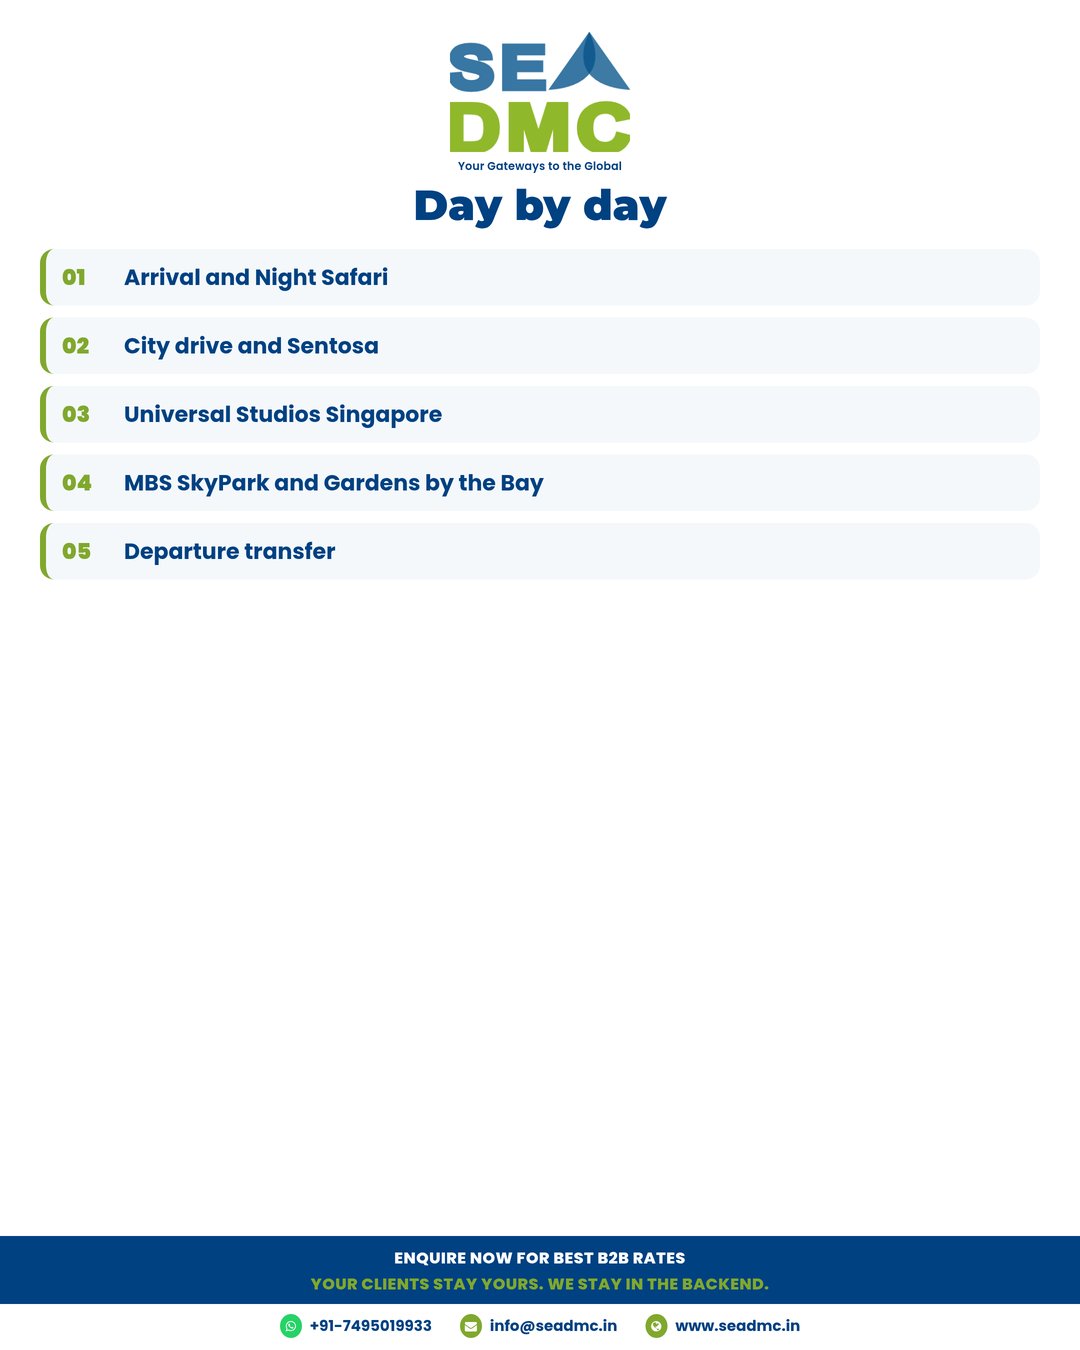 SEA
DMC
Your Gateways to the Global
Day by day
01 Arrival and Night Safari
02 City drive and Sentosa
03 Universal Studios Singapore
04 MBS SkyPark and Gardens by the Bay
05 Departure transfer
ENQUIRE NOW FOR BEST B2B RATES
YOUR CLIENTS STAY YOURS. WE STAY IN THE BACKEND.
+91-7495019933 info@seadmc.in www.seadmc.in